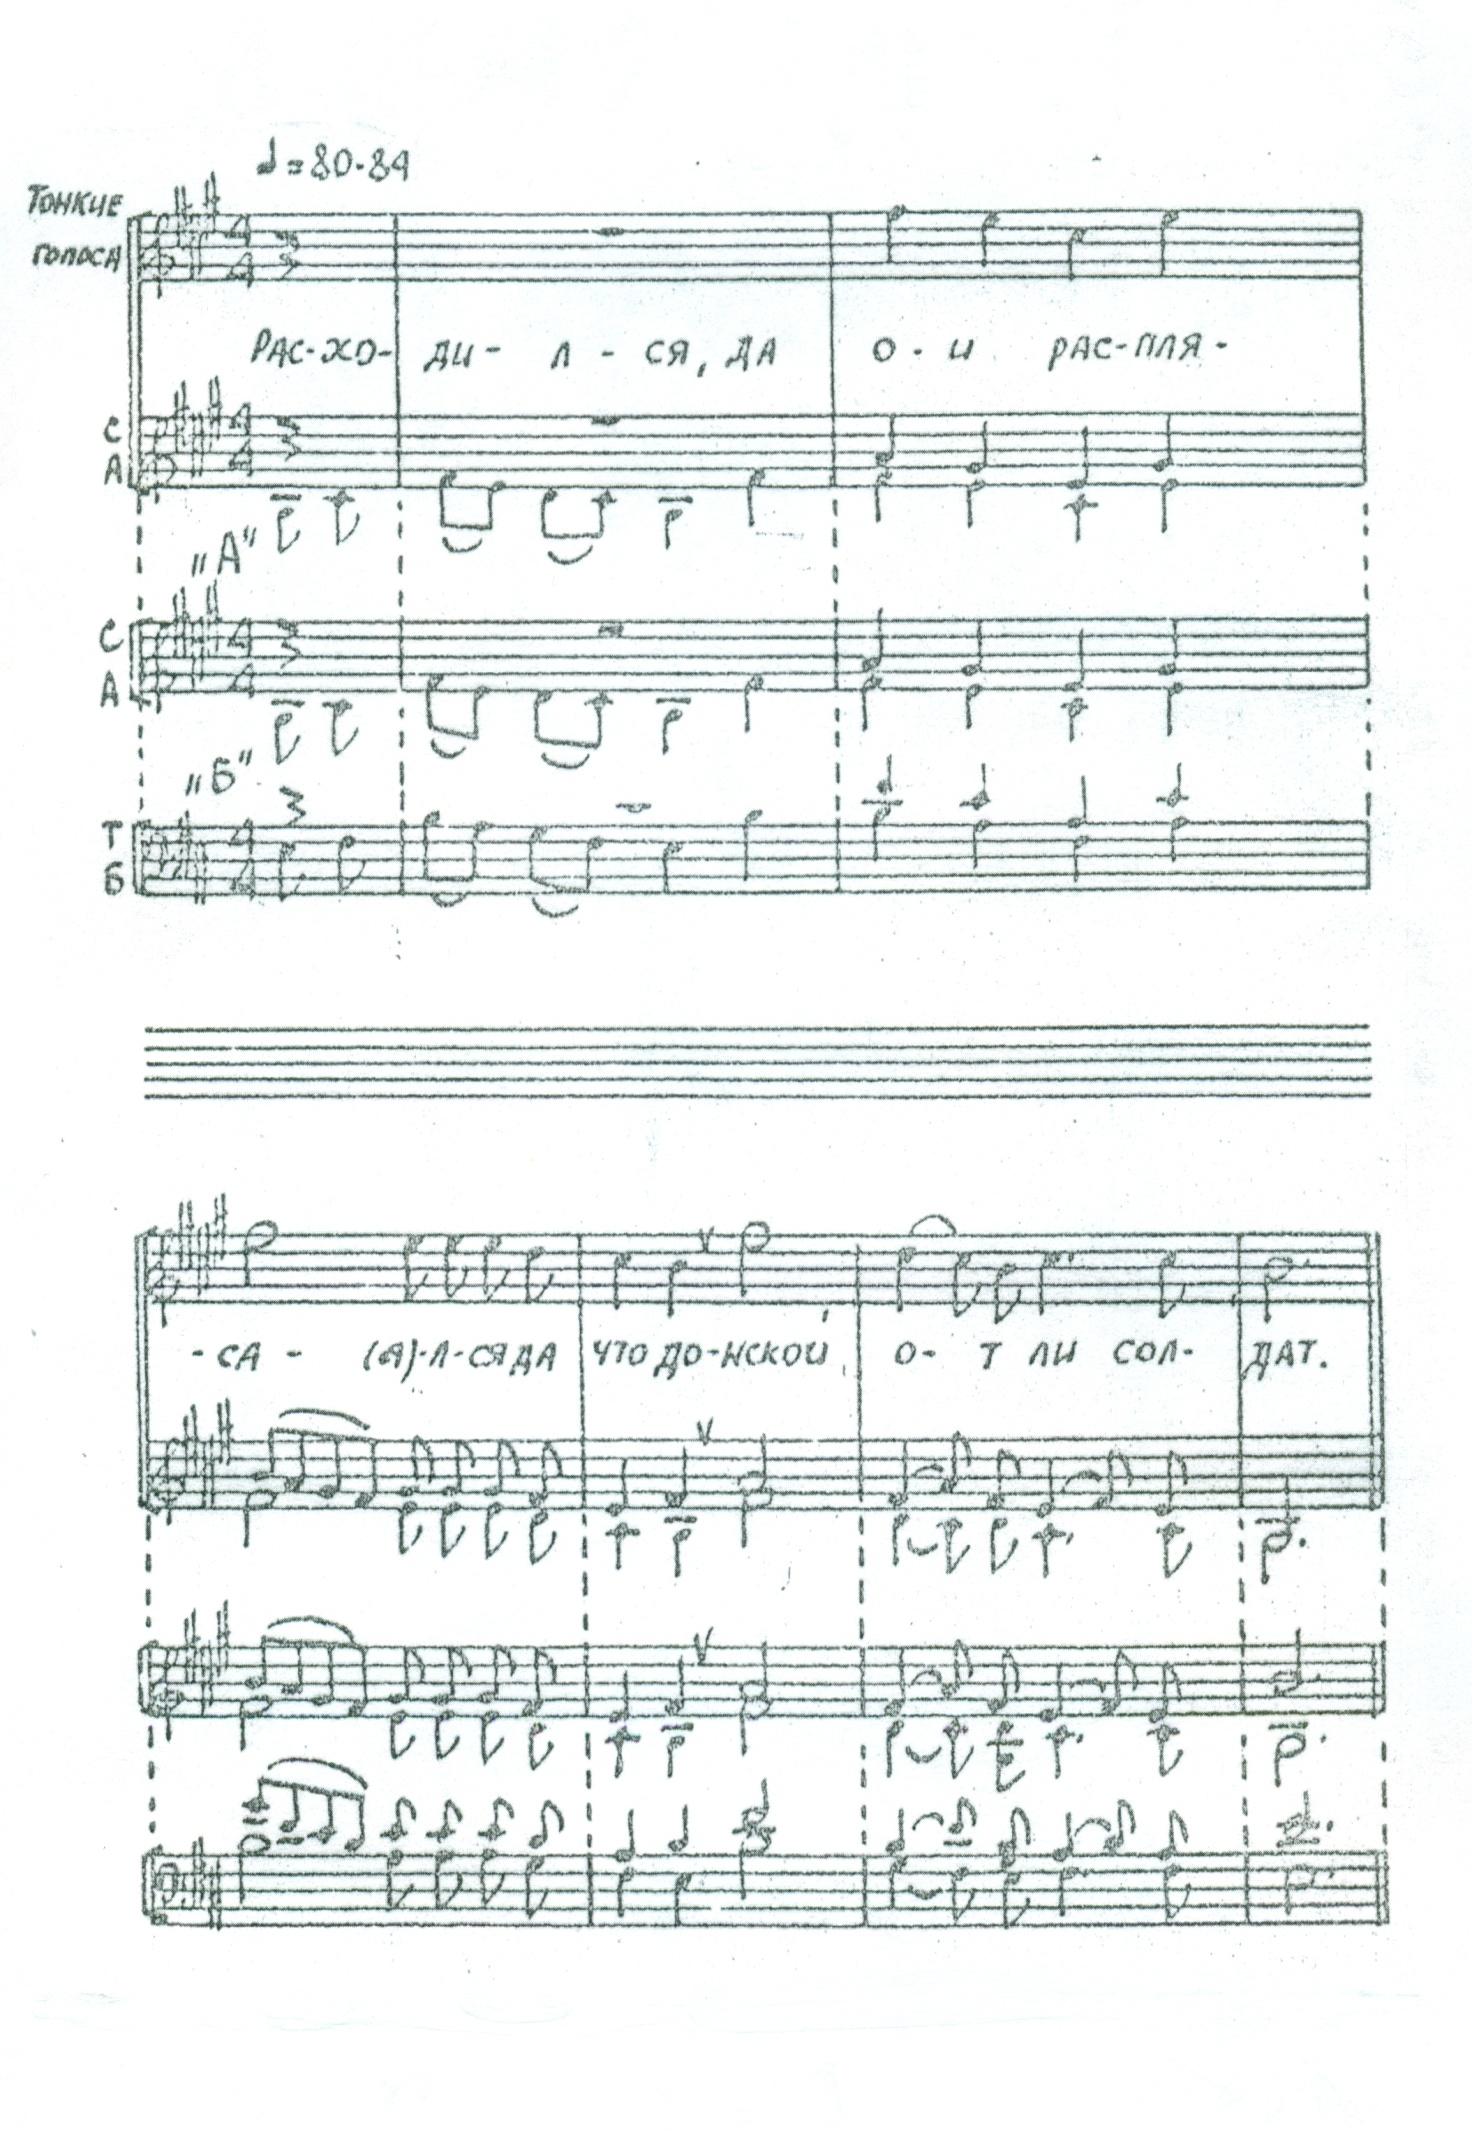 ♩=80-84
Тонкие
голоса
РАС-ХО-ДИ- Л - СЯ, ДА О - И РАС-ПЛЯ-
С
А
„А"
С
А
„Б"
Т
Б
-СА- (А)-Л-СЯ ДА ЧТО ДО-НСКОЙ О- Т ЛИ СОЛ- ДАТ.